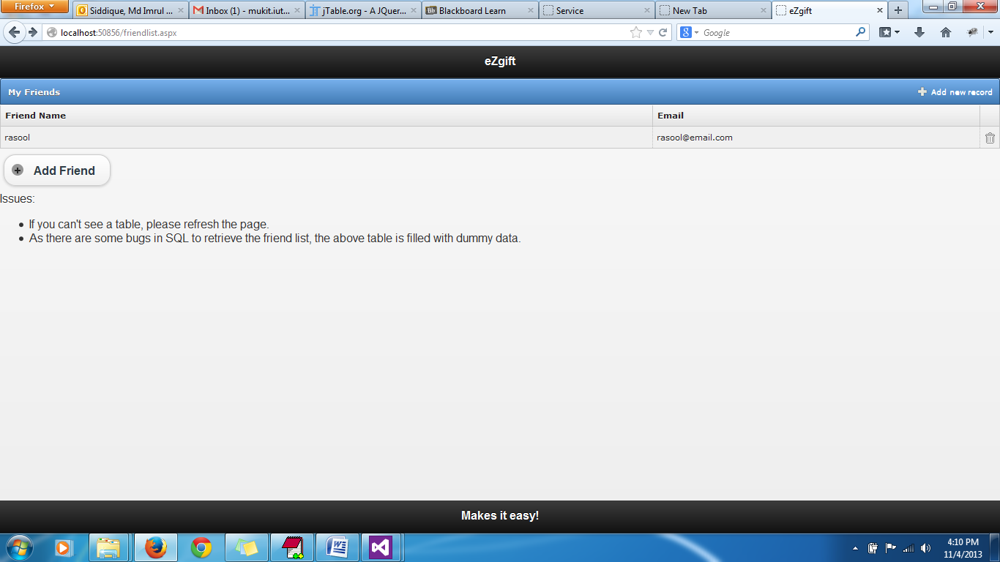 Firefox
Siddique, Md Imrul ...
Inbox (1) - mukit.iut...
jTable.org - A JQuer...
Blackboard Learn
Service
New Tab
eZgift
localhost:50856/friendlist.aspx
Google
eZgift
My Friends
Add new record
Friend Name Email
rasool rasool@email.com
Add Friend
Issues:
If you can't see a table, please refresh the page.
As there are some bugs in SQL to retrieve the friend list, the above table is filled with dummy data.
Makes it easy!
4:10 PM
11/4/2013